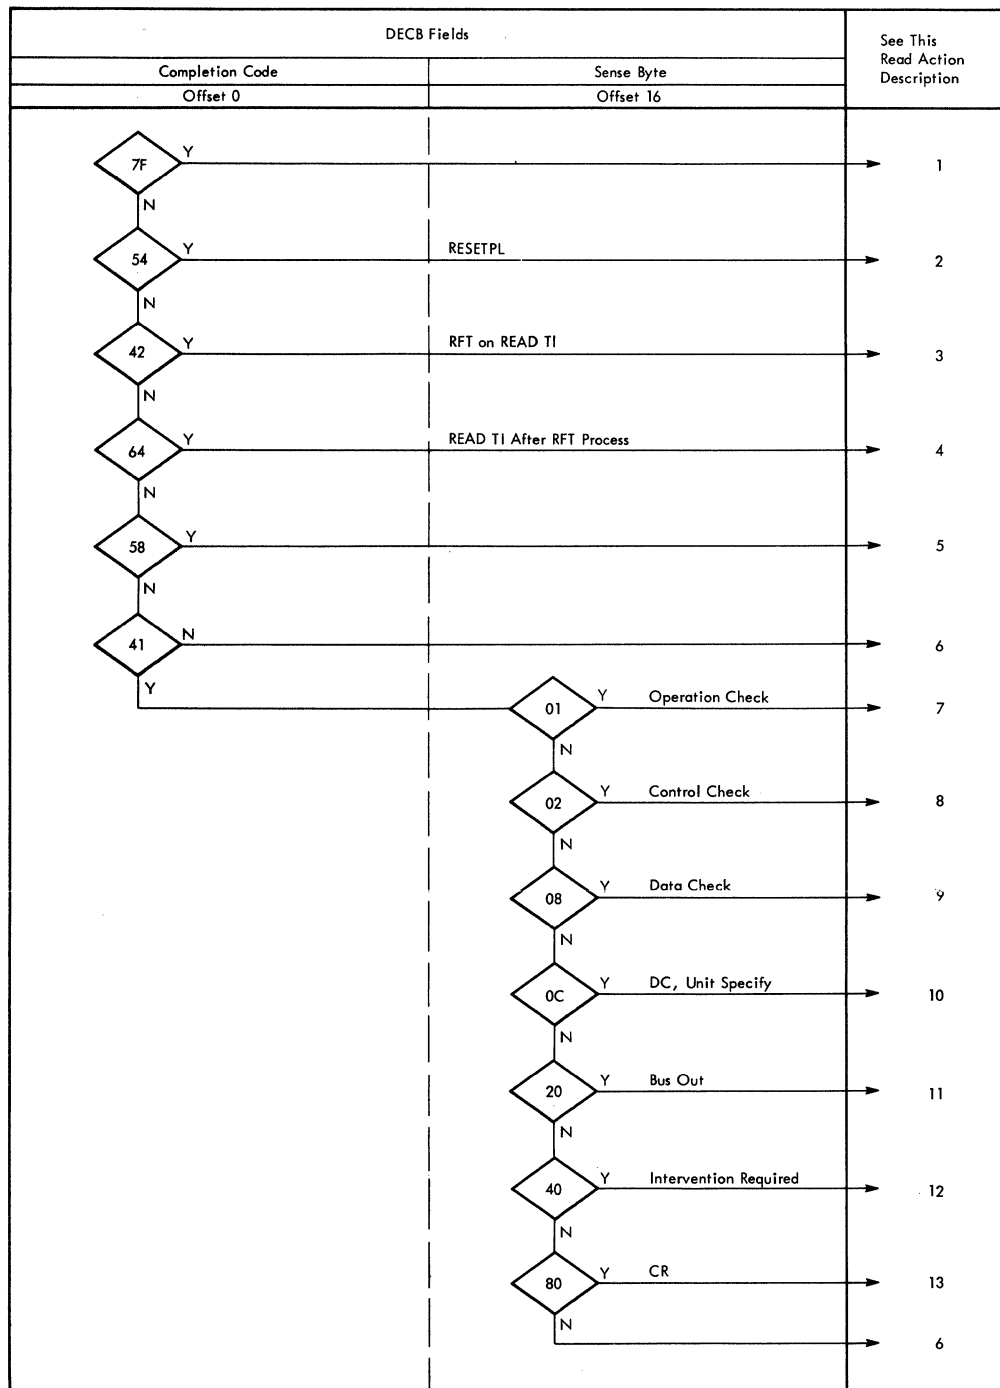 DECB Fields
See This
Read Action
Description
Completion Code
Sense Byte
Offset 0
Offset 16
7F
Y
1
N
54
Y
RESETPL
2
N
42
Y
RFT on READ TI
3
N
64
Y
READ TI After RFT Process
4
N
58
Y
5
N
41
N
6
Y
01
Y
Operation Check
7
N
02
Y
Control Check
8
N
08
Y
Data Check
9
N
0C
Y
DC, Unit Specify
10
N
20
Y
Bus Out
11
N
40
Y
Intervention Required
12
N
80
Y
CR
13
N
6